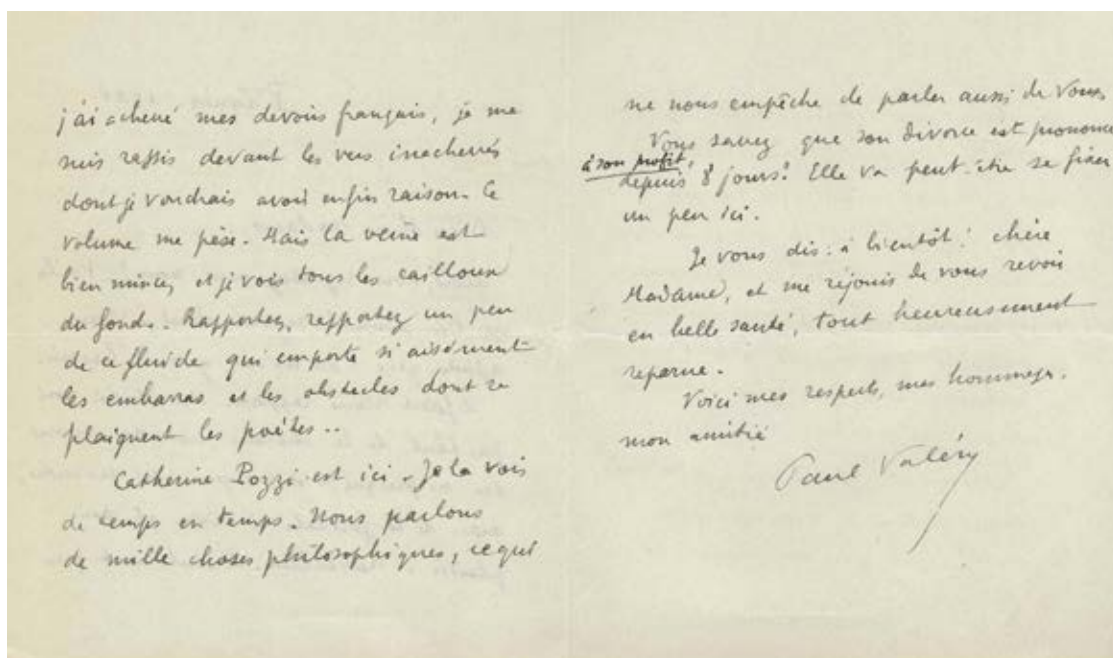 j'ai achevé mes devoirs français, je me
suis rassis devant les vers inachevés
dont je voudrais avoir enfin raison. Ce
volume me pèse. Mais la veine est
bien mince, et je vois tous les cailloux
du fond. Rapportez, rapportez un peu
de ce fluide qui emporte si aisément
les embarras et les obstacles dont se
plaignent les poètes..
Catherine Pozzi est ici. Je la vois
de temps en temps. Nous parlons
de mille choses philosophiques, ce qui
ne nous empêche de parler aussi de Vous.
Vous savez que son divorce est prononcé
à son profit,
depuis 8 jours! Elle va peut-être se fixer
un peu ici.
Je vous dis: à bientôt! chère
Madame, et me réjouis de vous revoir
en belle santé, tout heureusement
reparue.
Voici mes respects, mes hommages,
mon amitié
Paul Valéry